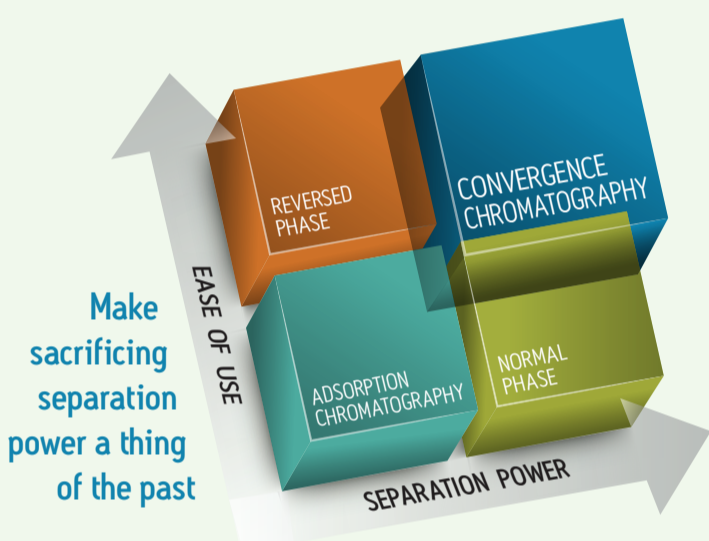 REVERSED
PHASE
CONVERGENCE
CHROMATOGRAPHY
ADSORPTION
CHROMATOGRAPHY
NORMAL
PHASE
EASE OF USE
SEPARATION POWER
Make
sacrificing
separation
power a thing
of the past